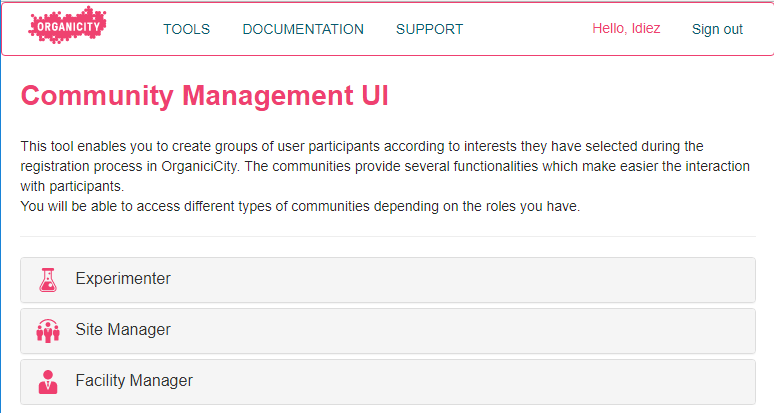 ORGANICITY
TOOLS DOCUMENTATION SUPPORT Hello, ldiez Sign out
Community Management UI
This tool enables you to create groups of user participants according to interests they have selected during the
registration process in OrganiciCity. The communities provide several functionalities which make easier the interaction
with participants.
You will be able to access different types of communities depending on the roles you have.
Experimenter
Site Manager
Facility Manager